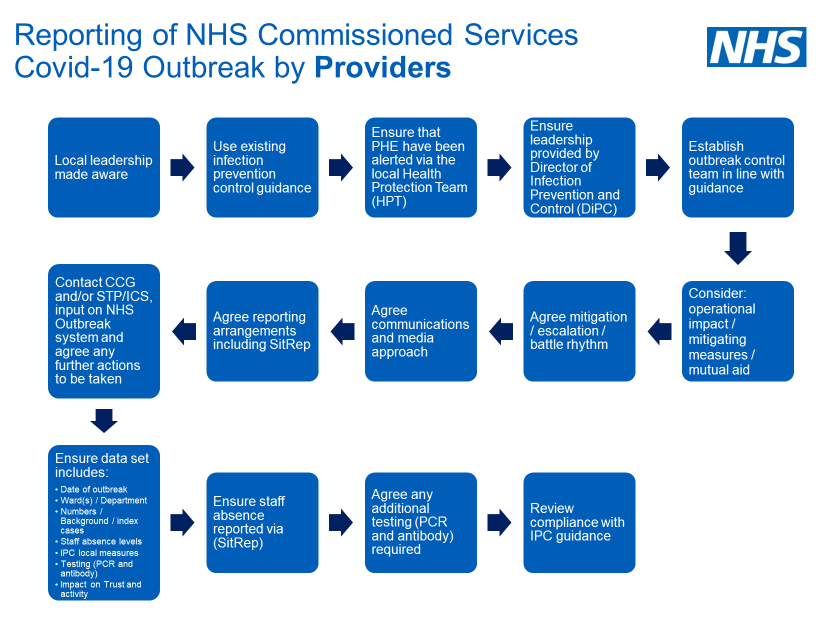 Reporting of NHS Commissioned Services
Covid-19 Outbreak by Providers
NHS
Local leadership
made aware
Use existing
infection
prevention
control guidance
Ensure that
PHE have been
alerted via the
local Health
Protection Team
(HPT)
Ensure
leadership
provided by
Director of
Infection
Prevention and
Control (DiPC)
Establish
outbreak control
team in line with
guidance
Consider:
operational
impact /
mitigating
measures /
mutual aid
Agree mitigation
/ escalation /
battle rhythm
Agree
communications
and media
approach
Agree reporting
arrangements
including SitRep
Contact CCG
and/or STP/ICS,
input on NHS
Outbreak
system and
agree any
further actions
to be taken
Ensure data set
includes:
• Date of outbreak
• Ward(s) / Department
• Numbers /
Background / index
cases
• Staff absence levels
• IPC local measures
• Testing (PCR and
antibody)
• Impact on Trust and
activity
Ensure staff
absence
reported via
(SitRep)
Agree any
additional
testing (PCR
and antibody)
required
Review
compliance with
IPC guidance